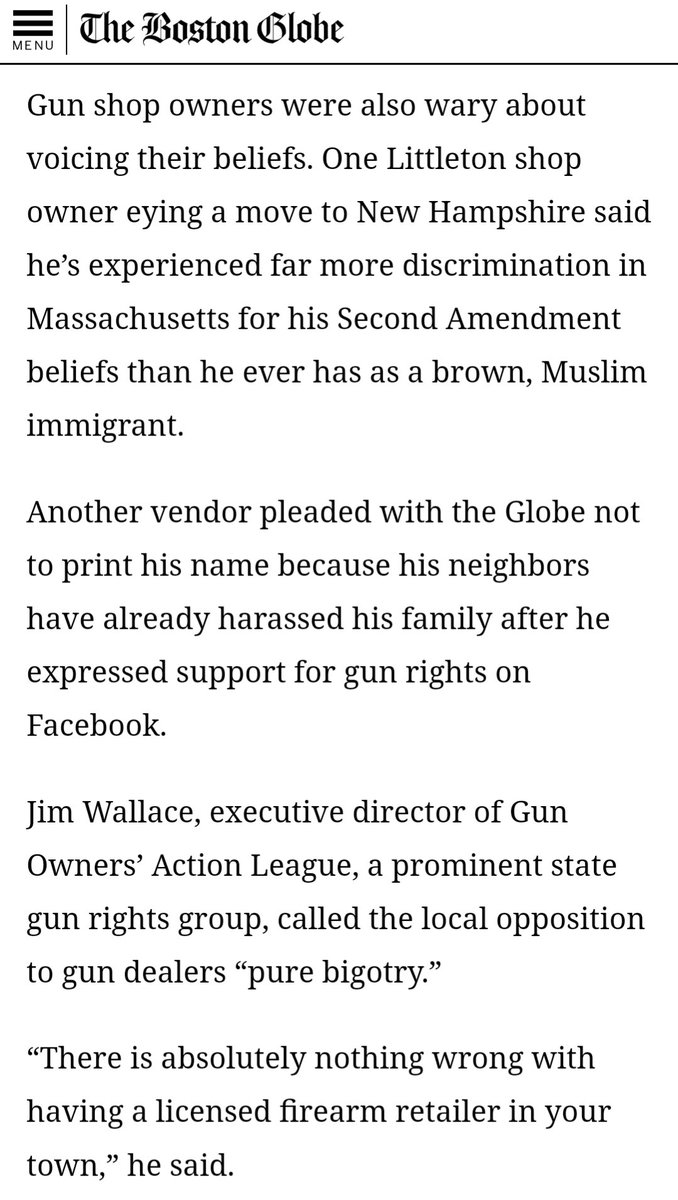 MENU
The Boston Globe
Gun shop owners were also wary about
voicing their beliefs. One Littleton shop
owner eying a move to New Hampshire said
he’s experienced far more discrimination in
Massachusetts for his Second Amendment
beliefs than he ever has as a brown, Muslim
immigrant.
Another vendor pleaded with the Globe not
to print his name because his neighbors
have already harassed his family after he
expressed support for gun rights on
Facebook.
Jim Wallace, executive director of Gun
Owners’ Action League, a prominent state
gun rights group, called the local opposition
to gun dealers “pure bigotry.”
“There is absolutely nothing wrong with
having a licensed firearm retailer in your
town,” he said.